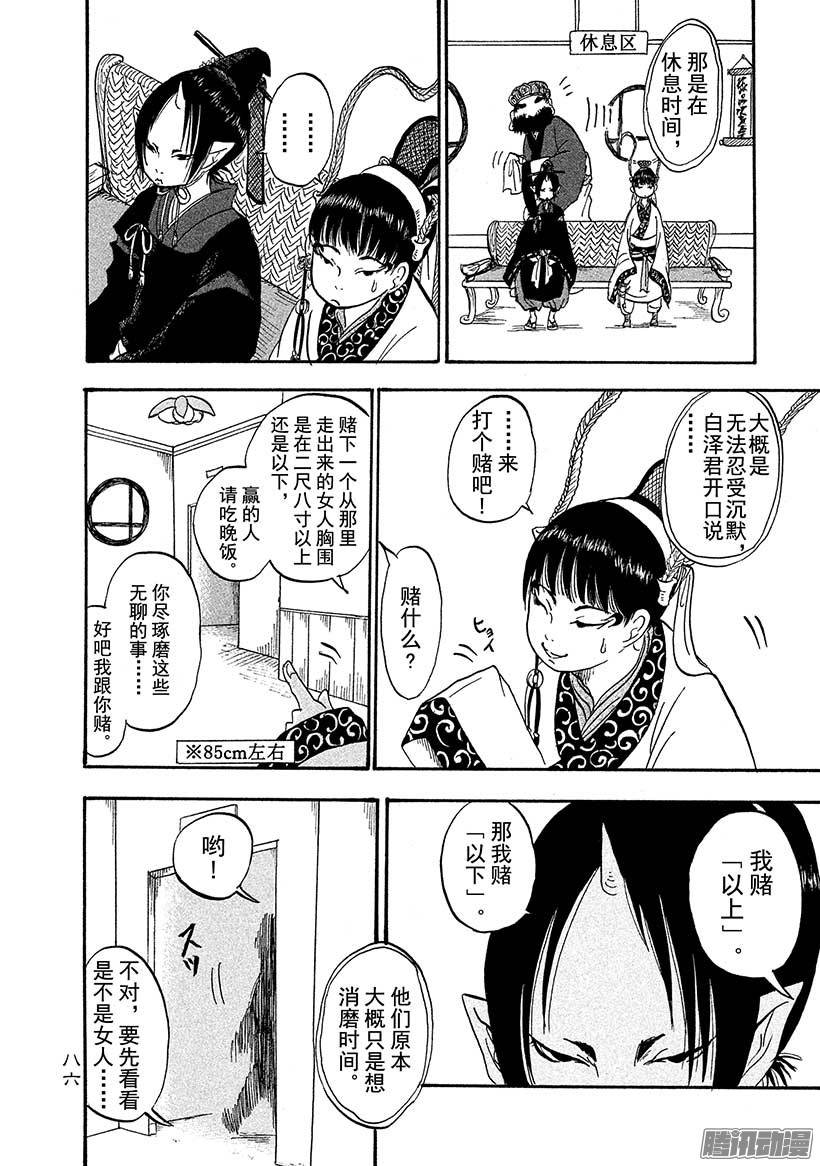 休息区
那是在
休息时间，
……
……
大概是
无法忍受沉默，
白泽君开口说
……
……来
打个赌吧！
赌什么？
ヒョイ
赌下一个从那里
走出来的女人胸围
是在二尺八寸以上
还是以下，
赢的人
请吃晚饭。
你尽琢磨这些
无聊的事……
好吧我跟你赌。
※85cm左右
我赌
「以上」。
那我赌
「以下」。
他们原本
大概只是想
消磨时间。
哟！
スッ
不对，要先看看
是不是女人……
八六
腾讯动漫